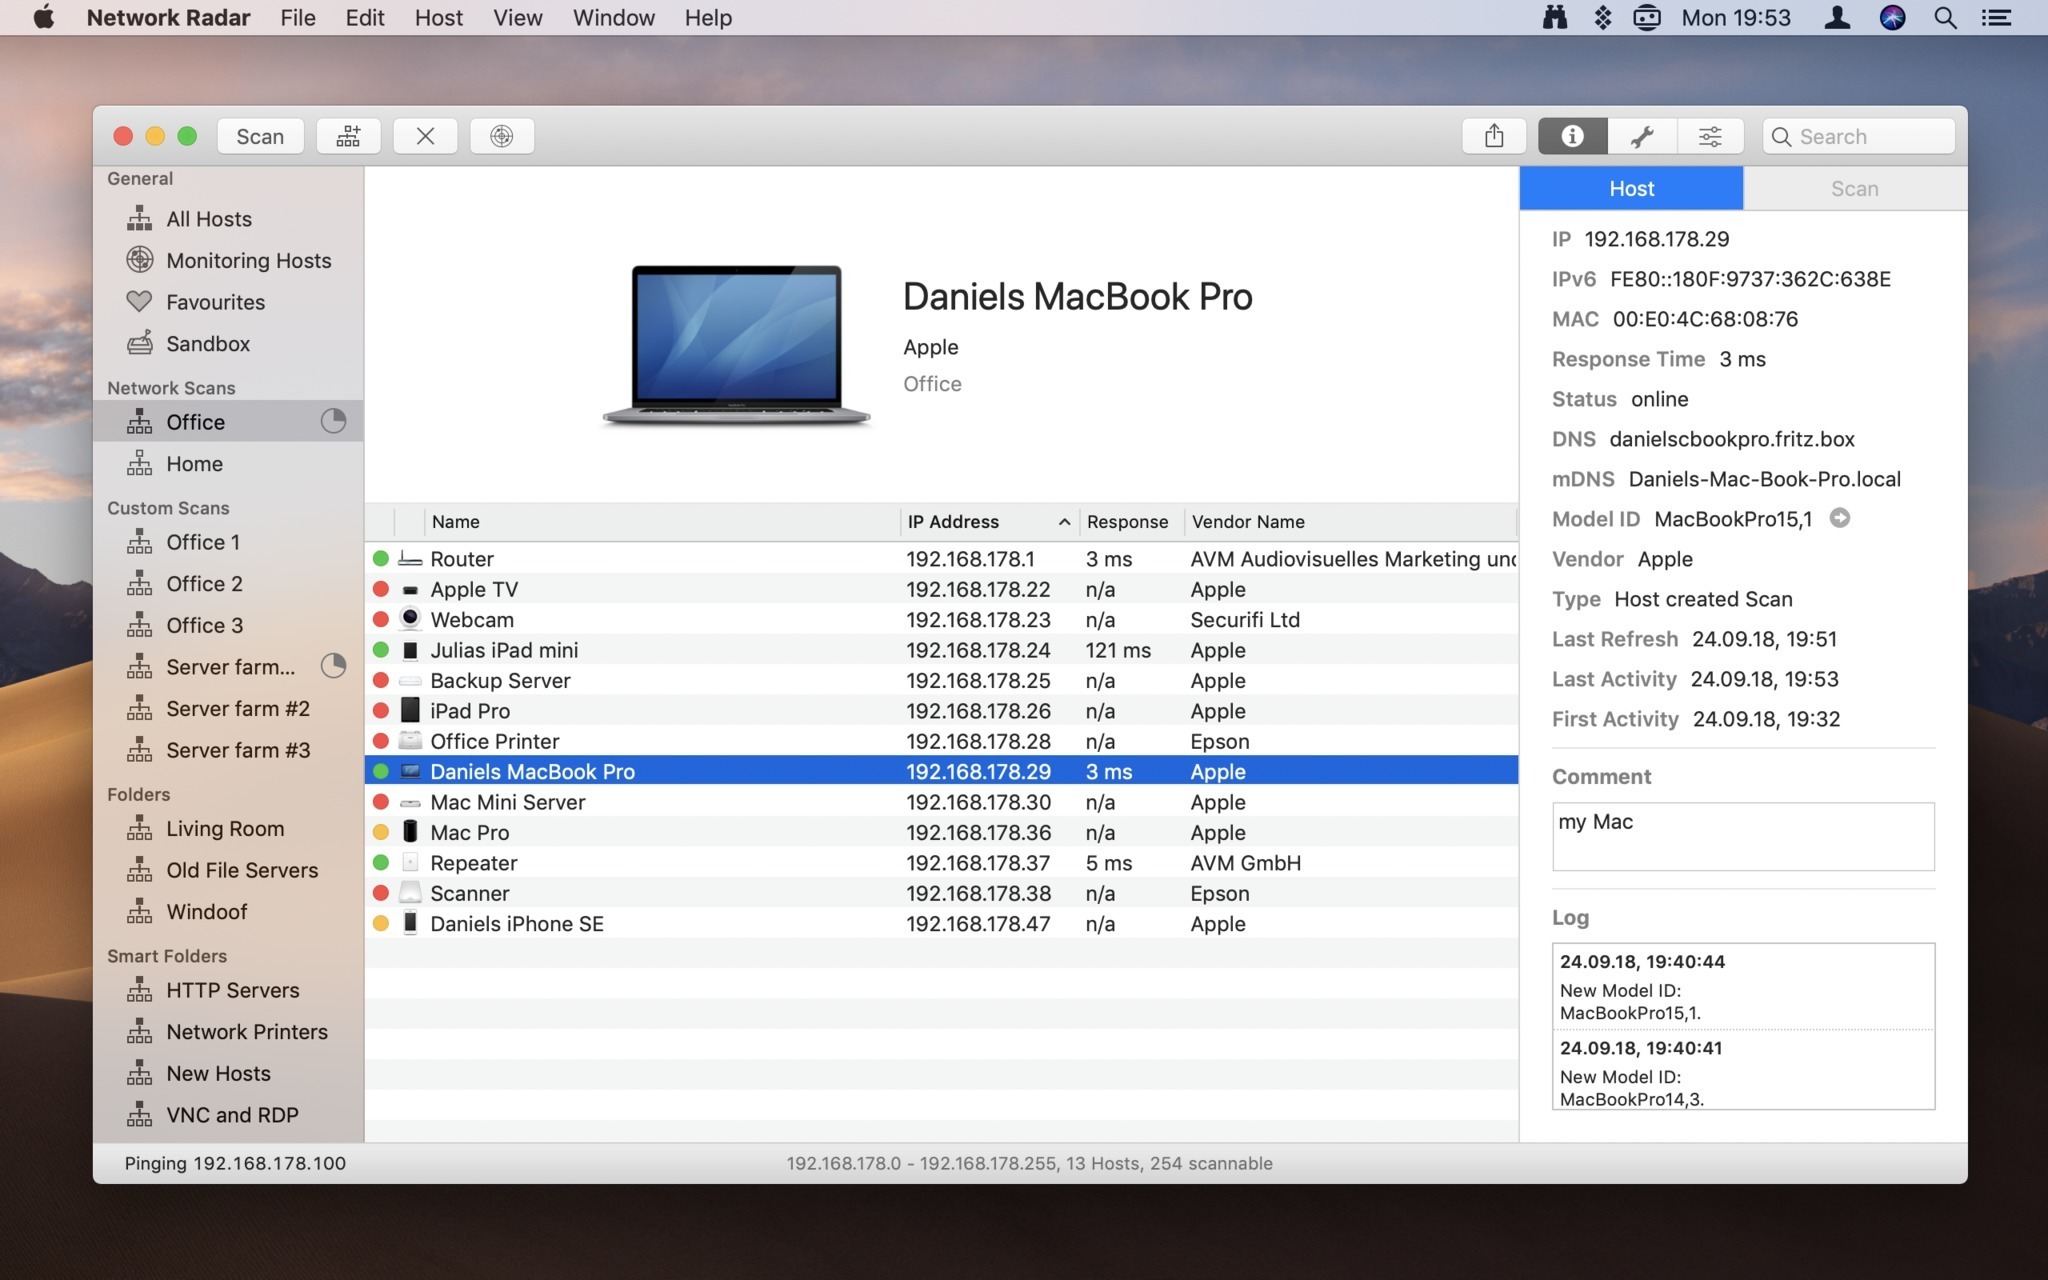 Network Radar File Edit Host View Window Help Mon 19:53
Scan Search
General
All Hosts
Monitoring Hosts
Favourites
Sandbox
Network Scans
Office
Home
Custom Scans
Office 1
Office 2
Office 3
Server farm...
Server farm #2
Server farm #3
Folders
Living Room
Old File Servers
Windoof
Smart Folders
HTTP Servers
Network Printers
New Hosts
VNC and RDP
Daniels MacBook Pro
Apple
Office
Name IP Address Response Vendor Name
Router 192.168.178.1 3 ms AVM Audiovisuelles Marketing und
Apple TV 192.168.178.22 n/a Apple
Webcam 192.168.178.23 n/a Securifi Ltd
Julias iPad mini 192.168.178.24 121 ms Apple
Backup Server 192.168.178.25 n/a Apple
iPad Pro 192.168.178.26 n/a Apple
Office Printer 192.168.178.28 n/a Epson
Daniels MacBook Pro 192.168.178.29 3 ms Apple
Mac Mini Server 192.168.178.30 n/a Apple
Mac Pro 192.168.178.36 n/a Apple
Repeater 192.168.178.37 5 ms AVM GmbH
Scanner 192.168.178.38 n/a Epson
Daniels iPhone SE 192.168.178.47 n/a Apple
Host Scan
IP 192.168.178.29
IPv6 FE80::180F:9737:362C:638E
MAC 00:E0:4C:68:08:76
Response Time 3 ms
Status online
DNS danielscbookpro.fritz.box
mDNS Daniels-Mac-Book-Pro.local
Model ID MacBookPro15,1
Vendor Apple
Type Host created Scan
Last Refresh 24.09.18, 19:51
Last Activity 24.09.18, 19:53
First Activity 24.09.18, 19:32
Comment
my Mac
Log
24.09.18, 19:40:44
New Model ID:
MacBookPro15,1.
24.09.18, 19:40:41
New Model ID:
MacBookPro14,3.
Pinging 192.168.178.100
192.168.178.0 - 192.168.178.255, 13 Hosts, 254 scannable